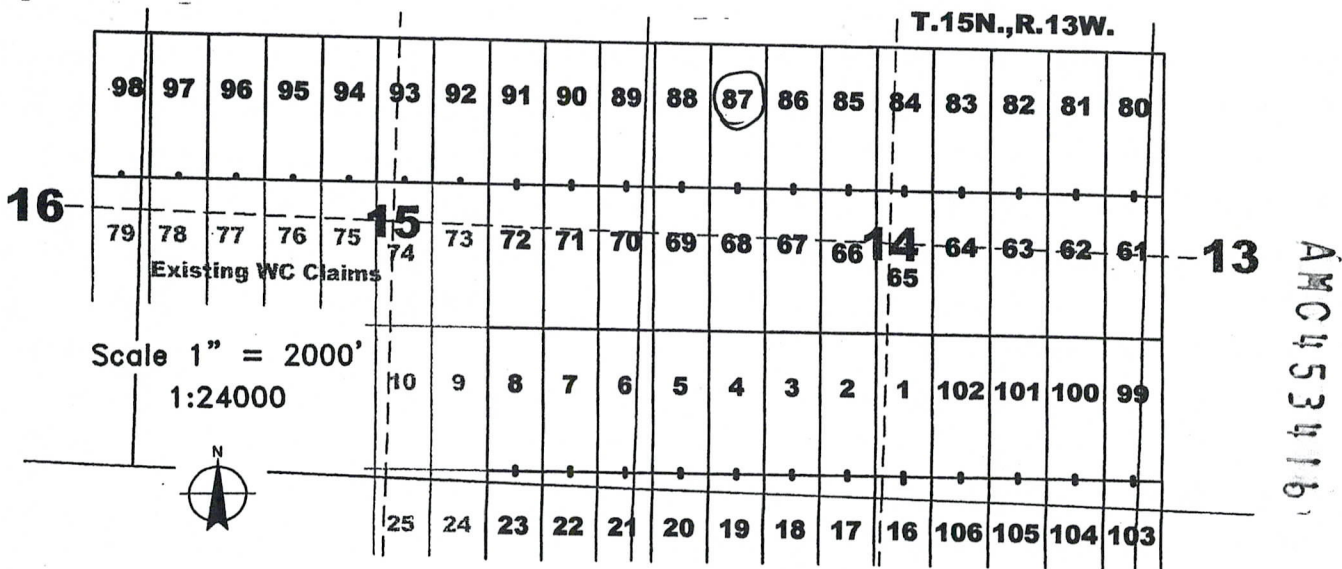 T.15N.,R.13W.
98 97 96 95 94 93 92 91 90 89 88 87 86 85 84 83 82 81 80
16 15 14 13
79 78 77 76 75 74 73 72 71 70 69 68 67 66 65 64 63 62 61
Existing WC Claims
Scale 1" = 2000'
1:24000
10 9 8 7 6 5 4 3 2 1 102 101 100 99
N
25 24 23 22 21 20 19 18 17 16 106 105 104 103
AMC453416